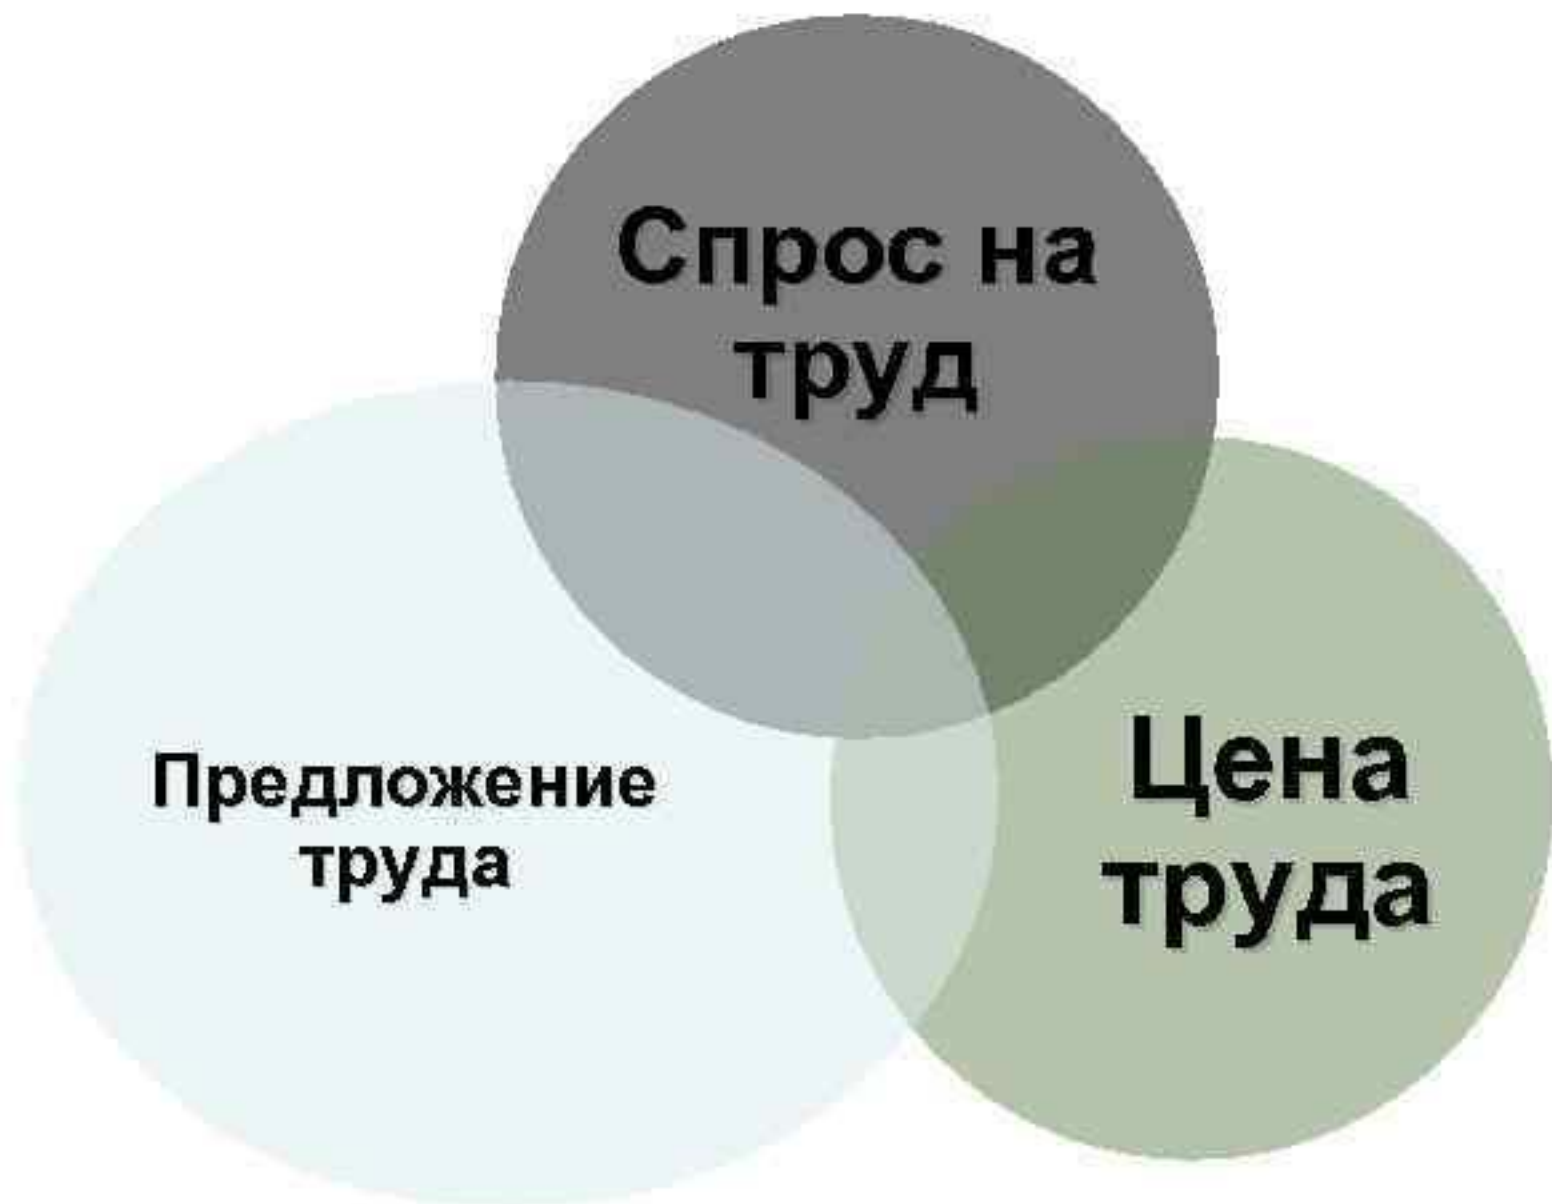 Спрос на
труд
Предложение
труда
Цена
труда